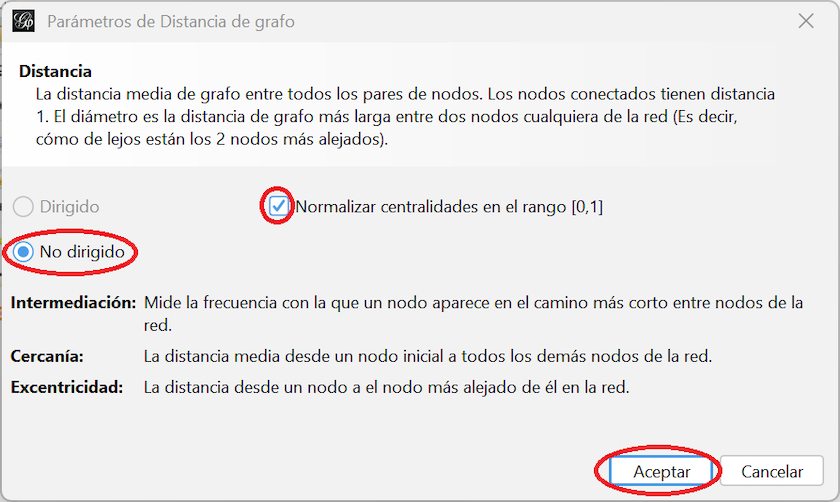 Parámetros de Distancia de grafo
Distancia
La distancia media de grafo entre todos los pares de nodos. Los nodos conectados tienen distancia
1. El diámetro es la distancia de grafo más larga entre dos nodos cualquiera de la red (Es decir,
cómo de lejos están los 2 nodos más alejados).
Dirigido
Normalizar centralidades en el rango [0,1]
No dirigido
Intermediación: Mide la frecuencia con la que un nodo aparece en el camino más corto entre nodos de la
red.
Cercanía: La distancia media desde un nodo inicial a todos los demás nodos de la red.
Excentricidad: La distancia desde un nodo a el nodo más alejado de él en la red.
Aceptar
Cancelar